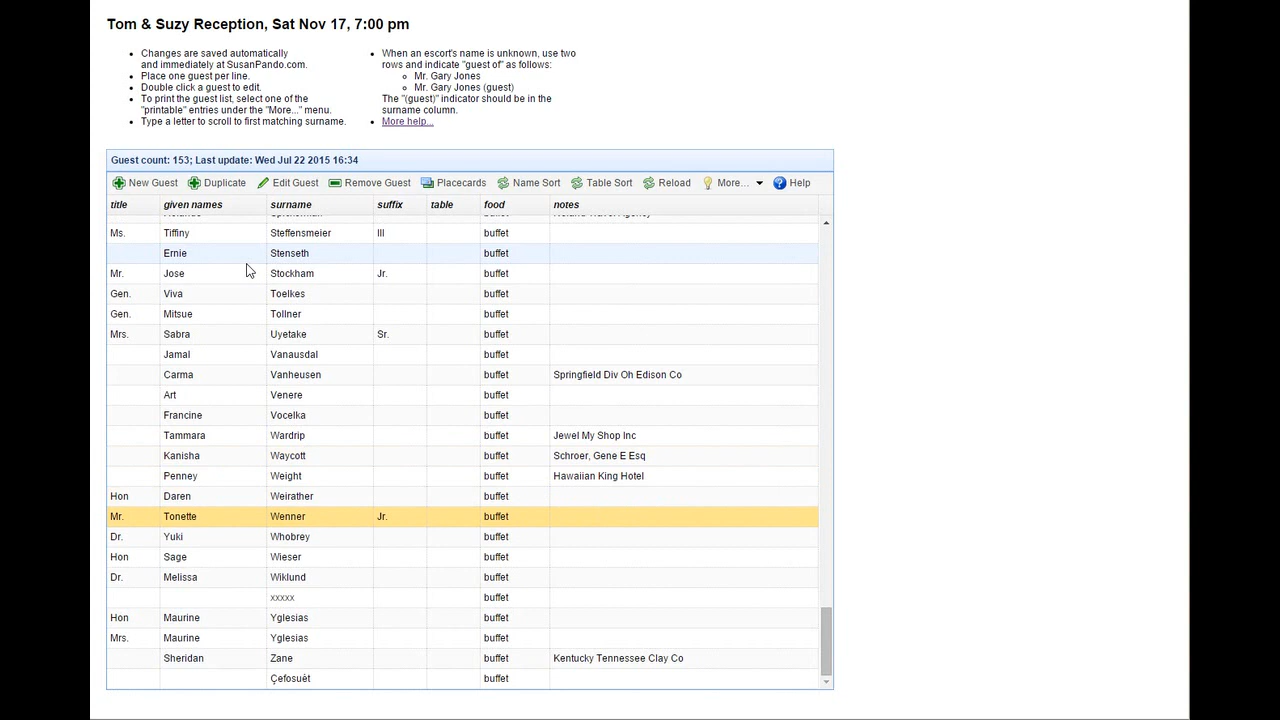 Tom & Suzy Reception, Sat Nov 17, 7:00 pm
Changes are saved automatically
and immediately at SusanPando.com.
Place one guest per line.
Double click a guest to edit.
To print the guest list, select one of the
"printable" entries under the "More..." menu.
Type a letter to scroll to first matching surname.
When an escort's name is unknown, use two
rows and indicate "guest of" as follows:
Mr. Gary Jones
Mr. Gary Jones (guest)
The "(guest)" indicator should be in the
surname column.
More help...
Guest count: 153; Last update: Wed Jul 22 2015 16:34
New Guest Duplicate Edit Guest Remove Guest Placecards Name Sort Table Sort Reload More... Help
title given names surname suffix table food notes
buffet
Ms. Tiffiny Steffensmeier III buffet
Ernie Stenseth buffet
Mr. Jose Stockham Jr. buffet
Gen. Viva Toelkes buffet
Gen. Mitsue Tollner buffet
Mrs. Sabra Uyetake Sr. buffet
Jamal Vanausdal buffet
Carma Vanheusen buffet Springfield Div Oh Edison Co
Art Venere buffet
Francine Vocelka buffet
Tammara Wardrip buffet Jewel My Shop Inc
Kanisha Waycott buffet Schroer, Gene E Esq
Penney Weight buffet Hawaiian King Hotel
Hon Daren Weirather buffet
Mr. Tonette Wenner Jr. buffet
Dr. Yuki Whobrey buffet
Hon Sage Wieser buffet
Dr. Melissa Wiklund buffet
xxxxx buffet
Hon Maurine Yglesias buffet
Mrs. Maurine Yglesias buffet
Sheridan Zane buffet Kentucky Tennessee Clay Co
Çefosuèt buffet